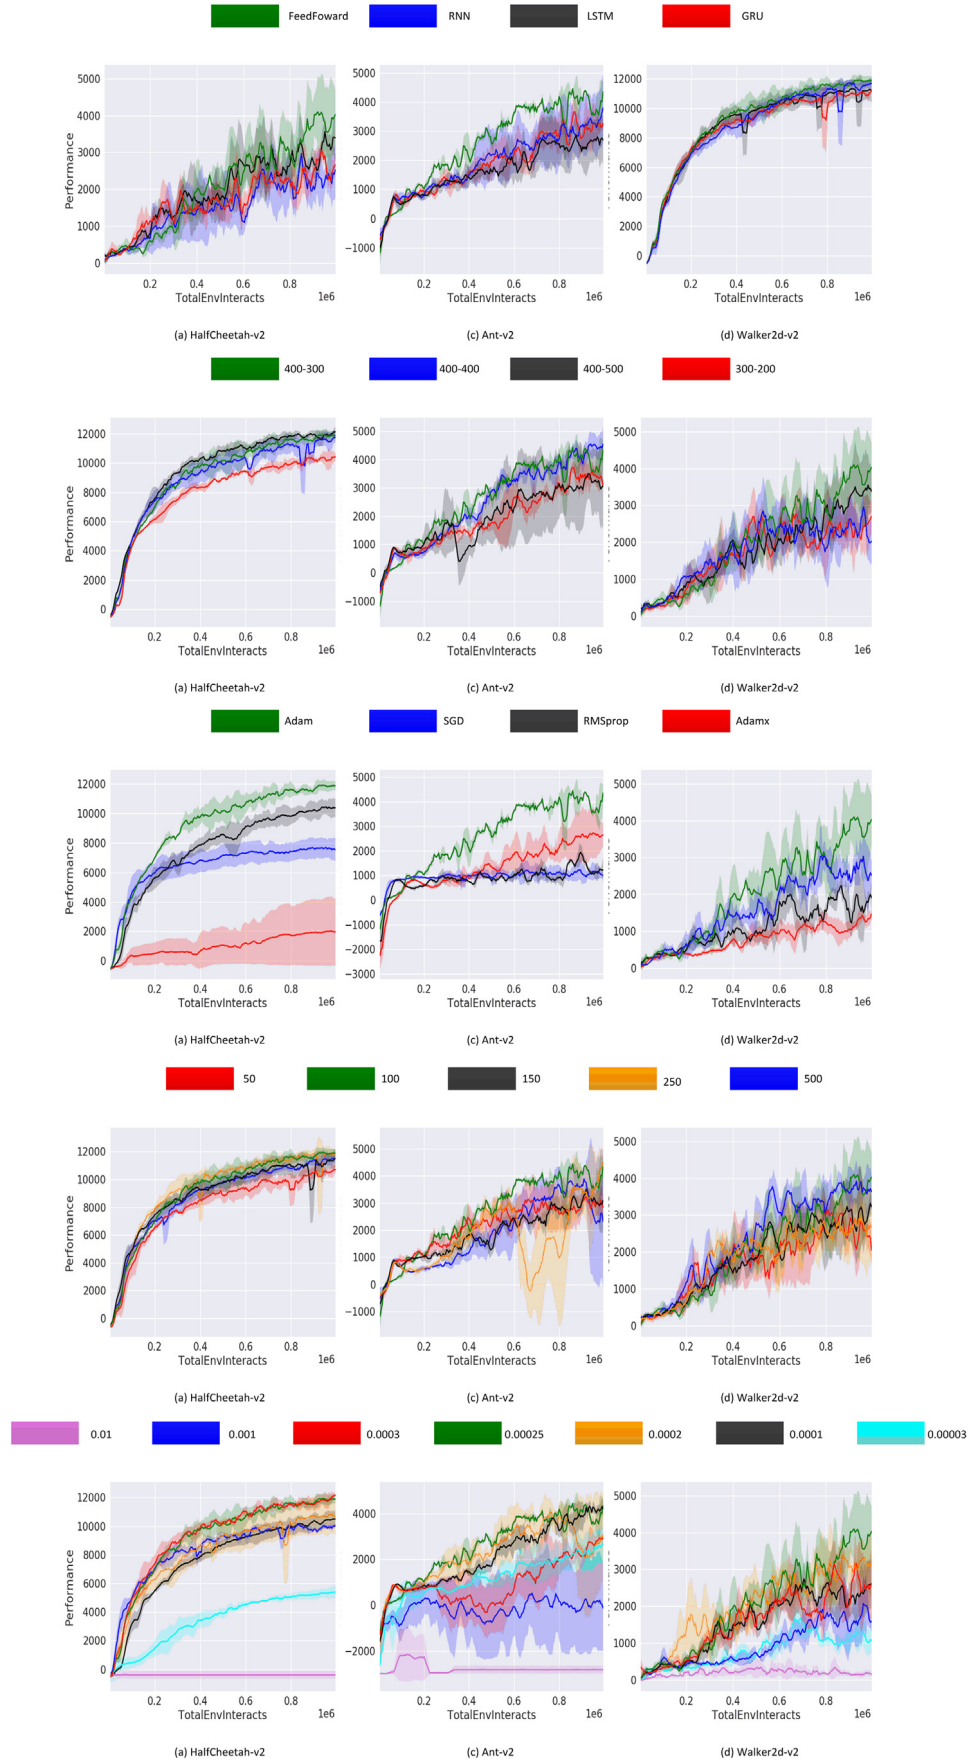 FeedFoward RNN LSTM GRU
5000 4000 3000 2000 1000 0
Performance
0.2 0.4 0.6 0.8
1e6
TotalEnvInteracts
5000 4000 3000 2000 1000 0 −1000
0.2 0.4 0.6 0.8
1e6
TotalEnvInteracts
12000 10000 8000 6000 4000 2000 0
0.2 0.4 0.6 0.8
1e6
TotalEnvInteracts
(a) HalfCheetah-v2 (c) Ant-v2 (d) Walker2d-v2
400-300 400-400 400-500 300-200
12000 10000 8000 6000 4000 2000 0
Performance
0.2 0.4 0.6 0.8
1e6
TotalEnvInteracts
5000 4000 3000 2000 1000 0 −1000
0.2 0.4 0.6 0.8
1e6
TotalEnvInteracts
5000 4000 3000 2000 1000 0
0.2 0.4 0.6 0.8
1e6
TotalEnvInteracts
(a) HalfCheetah-v2 (c) Ant-v2 (d) Walker2d-v2
Adam SGD RMSprop Adamx
12000 10000 8000 6000 4000 2000 0
Performance
0.2 0.4 0.6 0.8
1e6
TotalEnvInteracts
5000 4000 3000 2000 1000 0 −1000 −2000 −3000
0.2 0.4 0.6 0.8
1e6
TotalEnvInteracts
5000 4000 3000 2000 1000 0
0.2 0.4 0.6 0.8
1e6
TotalEnvInteracts
(a) HalfCheetah-v2 (c) Ant-v2 (d) Walker2d-v2
50 100 150 250 500
12000 10000 8000 6000 4000 2000 0
Performance
0.2 0.4 0.6 0.8
1e6
TotalEnvInteracts
5000 4000 3000 2000 1000 0 −1000
0.2 0.4 0.6 0.8
1e6
TotalEnvInteracts
5000 4000 3000 2000 1000 0
0.2 0.4 0.6 0.8
1e6
TotalEnvInteracts
(a) HalfCheetah-v2 (c) Ant-v2 (d) Walker2d-v2
0.01 0.001 0.0003 0.00025 0.0002 0.0001 0.00003
12000 10000 8000 6000 4000 2000 0
Performance
0.2 0.4 0.6 0.8
1e6
TotalEnvInteracts
4000 2000 0 −2000
0.2 0.4 0.6 0.8
1e6
TotalEnvInteracts
5000 4000 3000 2000 1000 0
0.2 0.4 0.6 0.8
1e6
TotalEnvInteracts
(a) HalfCheetah-v2 (c) Ant-v2 (d) Walker2d-v2